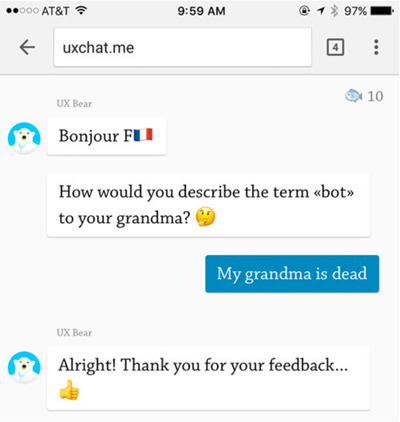 AT&T 9:59 AM 97%
uxchat.me 4
10
UX Bear
Bonjour F🇫🇷
How would you describe the term «bot»
to your grandma? 🤔
My grandma is dead
UX Bear
Alright! Thank you for your feedback...
👍